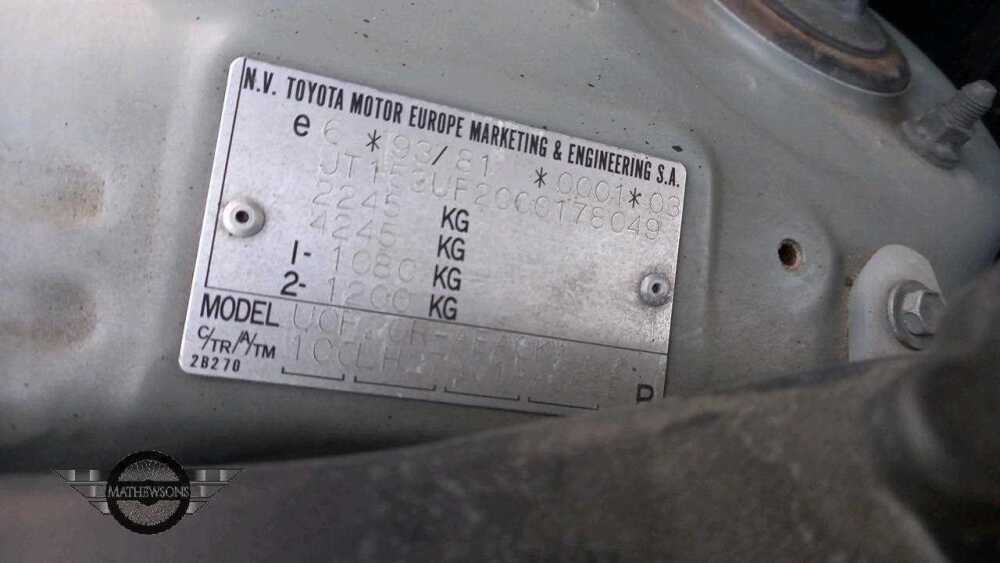 N.V. TOYOTA MOTOR EUROPE MARKETING & ENGINEERING S.A.
e 6 *93/81 *0001*03
2245 KG
4245 KG
1- 1080 KG
2- 1200 KG
MODEL
C/TR/A/TM
2B270
MATHEWSONS